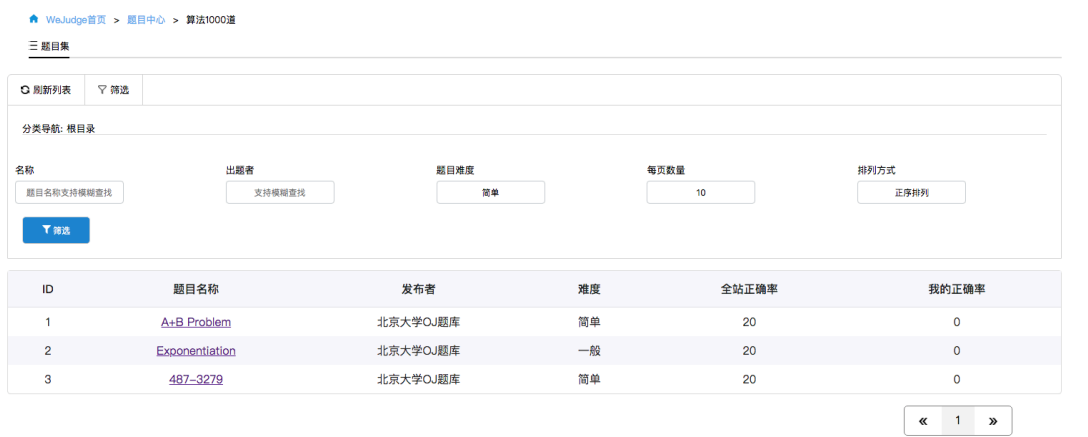 WeJudge首页 > 题目中心 > 算法1000道
题目集
刷新列表 筛选
分类导航: 根目录
名称 出题者 题目难度 每页数量 排列方式
题目名称支持模糊查找 支持模糊查找 简单 10 正序排列
筛选
ID 题目名称 发布者 难度 全站正确率 我的正确率
1 A+B Problem 北京大学OJ题库 简单 20 0
2 Exponentiation 北京大学OJ题库 一般 20 0
3 487-3279 北京大学OJ题库 简单 20 0
« 1 »